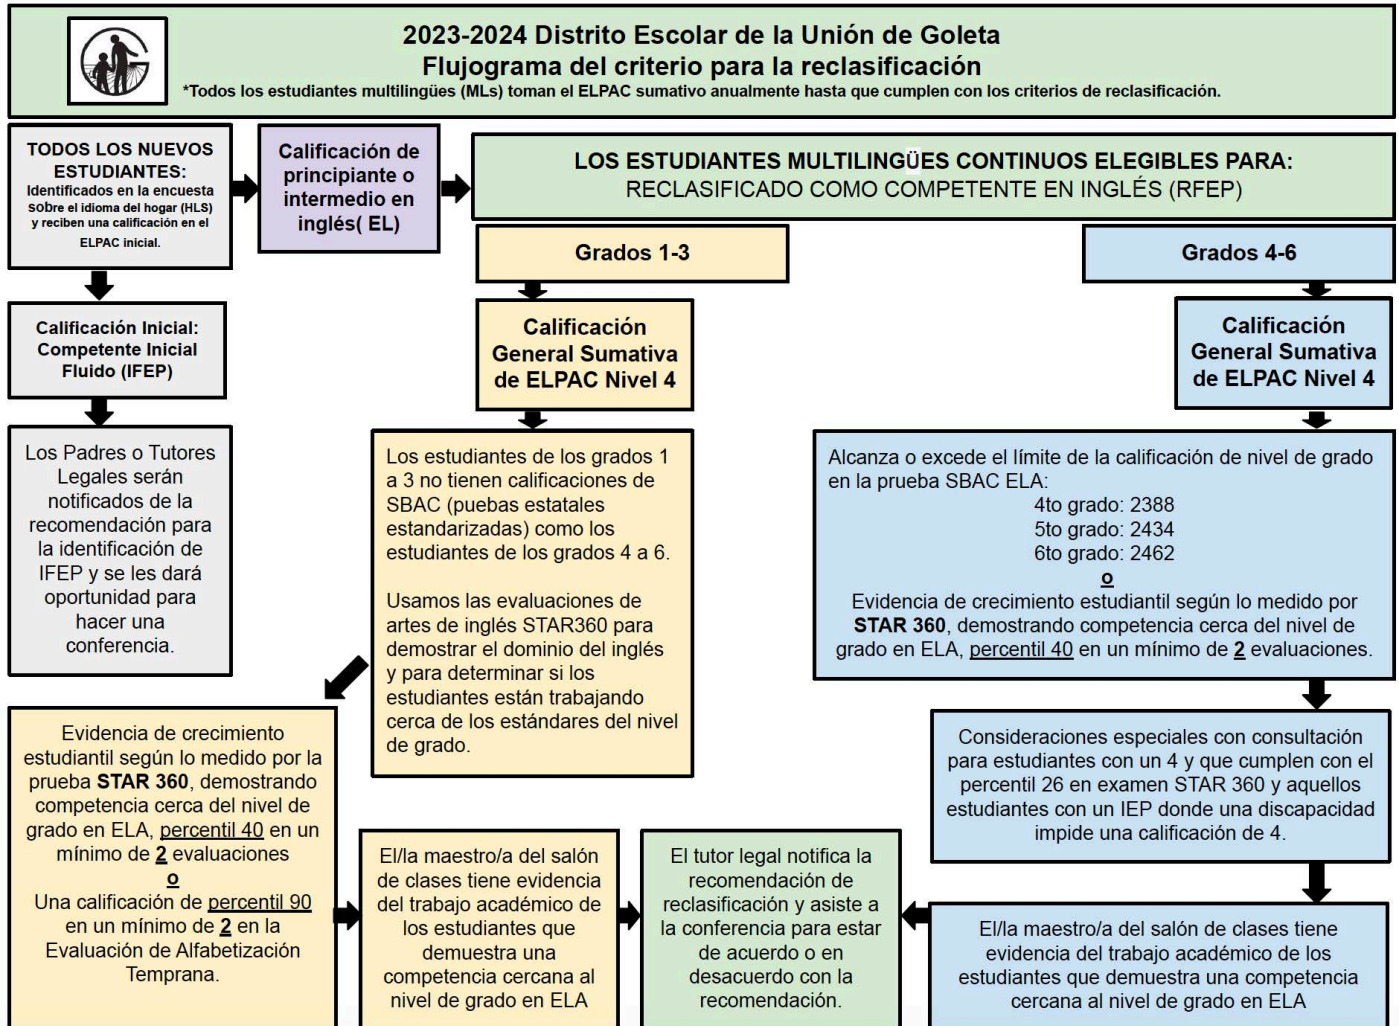 2023-2024 Distrito Escolar de la Unión de Goleta
Flujograma del criterio para la reclasificación
*Todos los estudiantes multilingües (MLs) toman el ELPAC sumativo anualmente hasta que cumplen con los criterios de reclasificación.
TODOS LOS NUEVOS
ESTUDIANTES:
Identificados en la encuesta
sobre el idioma del hogar (HLS)
y reciben una calificación en el
ELPAC inicial.
Calificación de
principiante o
intermedio en
inglés( EL)
LOS ESTUDIANTES MULTILINGÜES CONTINUOS ELEGIBLES PARA:
RECLASIFICADO COMO COMPETENTE EN INGLÉS (RFEP)
Calificación Inicial:
Competente Inicial
Fluido (IFEP)
Los Padres o Tutores
Legales serán
notificados de la
recomendación para
la identificación de
IFEP y se les dará
oportunidad para
hacer una
conferencia.
Grados 1-3
Calificación
General Sumativa
de ELPAC Nivel 4
Los estudiantes de los grados 1
a 3 no tienen calificaciones de
SBAC (puebas estatales
estandarizadas) como los
estudiantes de los grados 4 a 6.
Usamos las evaluaciones de
artes de inglés STAR360 para
demostrar el dominio del inglés
y para determinar si los
estudiantes están trabajando
cerca de los estándares del nivel
de grado.
Evidencia de crecimiento
estudiantil según lo medido por la
prueba STAR 360, demostrando
competencia cerca del nivel de
grado en ELA, percentil 40 en un
mínimo de 2 evaluaciones
o
Una calificación de percentil 90
en un mínimo de 2 en la
Evaluación de Alfabetización
Temprana.
El/la maestro/a del salón
de clases tiene evidencia
del trabajo académico de
los estudiantes que
demuestra una
competencia cercana al
nivel de grado en ELA
El tutor legal notifica la
recomendación de
reclasificación y asiste a
la conferencia para estar
de acuerdo o en
desacuerdo con la
recomendación.
Grados 4-6
Calificación
General Sumativa
de ELPAC Nivel 4
Alcanza o excede el límite de la calificación de nivel de grado
en la prueba SBAC ELA:
4to grado: 2388
5to grado: 2434
6to grado: 2462
o
Evidencia de crecimiento estudiantil según lo medido por
STAR 360, demostrando competencia cerca del nivel de
grado en ELA, percentil 40 en un mínimo de 2 evaluaciones.
Consideraciones especiales con consultación
para estudiantes con un 4 y que cumplen con el
percentil 26 en examen STAR 360 y aquellos
estudiantes con un IEP donde una discapacidad
impide una calificación de 4.
El/la maestro/a del salón de clases tiene
evidencia del trabajo académico de los
estudiantes que demuestra una competencia
cercana al nivel de grado en ELA